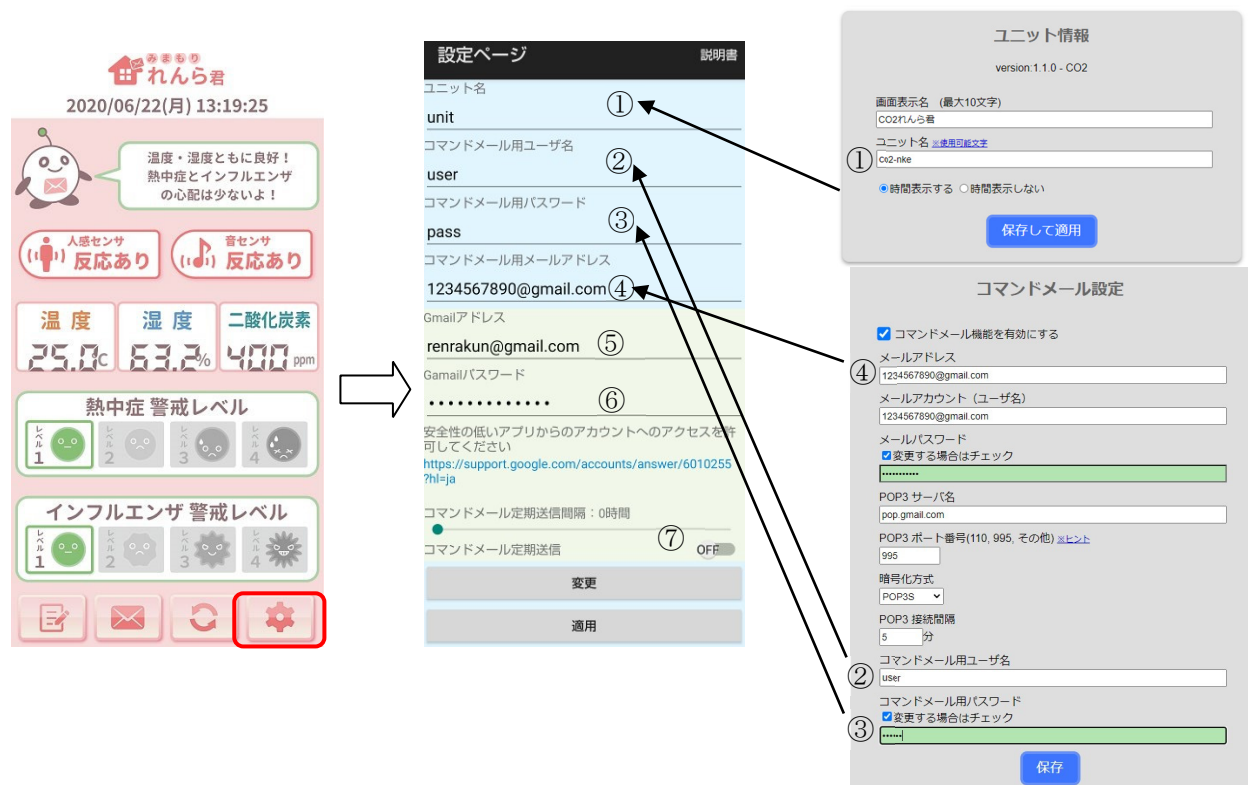 みまもり
れんら君
2020/06/22(月) 13:19:25
温度・湿度ともに良好！
熱中症とインフルエンザ
の心配は少ないよ！
人感センサ
反応あり
音センサ
反応あり
温度
25.0℃
湿度
63.2%
二酸化炭素
400 ppm
熱中症 警戒レベル
レベル
1
レベル
2
レベル
3
レベル
4
インフルエンザ 警戒レベル
レベル
1
レベル
2
レベル
3
レベル
4
設定ページ
説明書
ユニット名
①
unit
コマンドメール用ユーザ名
②
user
コマンドメール用パスワード
③
pass
コマンドメール用メールアドレス
1234567890@gmail.com ④
Gmailアドレス
renrakun@gmail.com ⑤
Gamailパスワード
••••••••••••• ⑥
安全性の低いアプリからのアカウントへのアクセスを許
可してください
https://support.google.com/accounts/answer/6010255
?hl=ja
コマンドメール定期送信間隔：0時間
⑦
コマンドメール定期送信
OFF
変更
適用
ユニット情報
version:1.1.0 - CO2
画面表示名　(最大10文字)
CO2れんら君
ユニット名 ※使用可能文字
① co2-nke
時間表示する 時間表示しない
保存して適用
コマンドメール設定
コマンドメール機能を有効にする
メールアドレス
④ 1234567890@gmail.com
メールアカウント（ユーザ名）
1234567890@gmail.com
メールパスワード
変更する場合はチェック
•••••••••••
POP3 サーバ名
pop.gmail.com
POP3 ポート番号(110, 995, その他) ※ヒント
995
暗号化方式
POP3S
POP3 接続間隔
5 分
コマンドメール用ユーザ名
② user
コマンドメール用パスワード
変更する場合はチェック
③ ••••••
保存